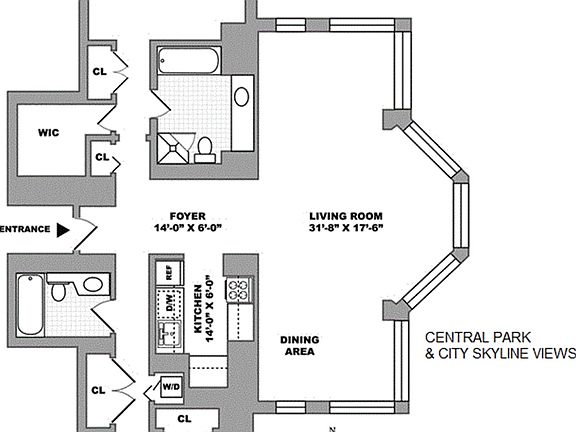 CL
WIC
CL
ENTRANCE
FOYER
14'-0" X 6'-0"
LIVING ROOM
31'-8" X 17'-6"
REF
D/W
KITCHEN
14'-0" X 6'-0"
DINING
AREA
CENTRAL PARK
& CITY SKYLINE VIEWS
CL
W/D
CL
N